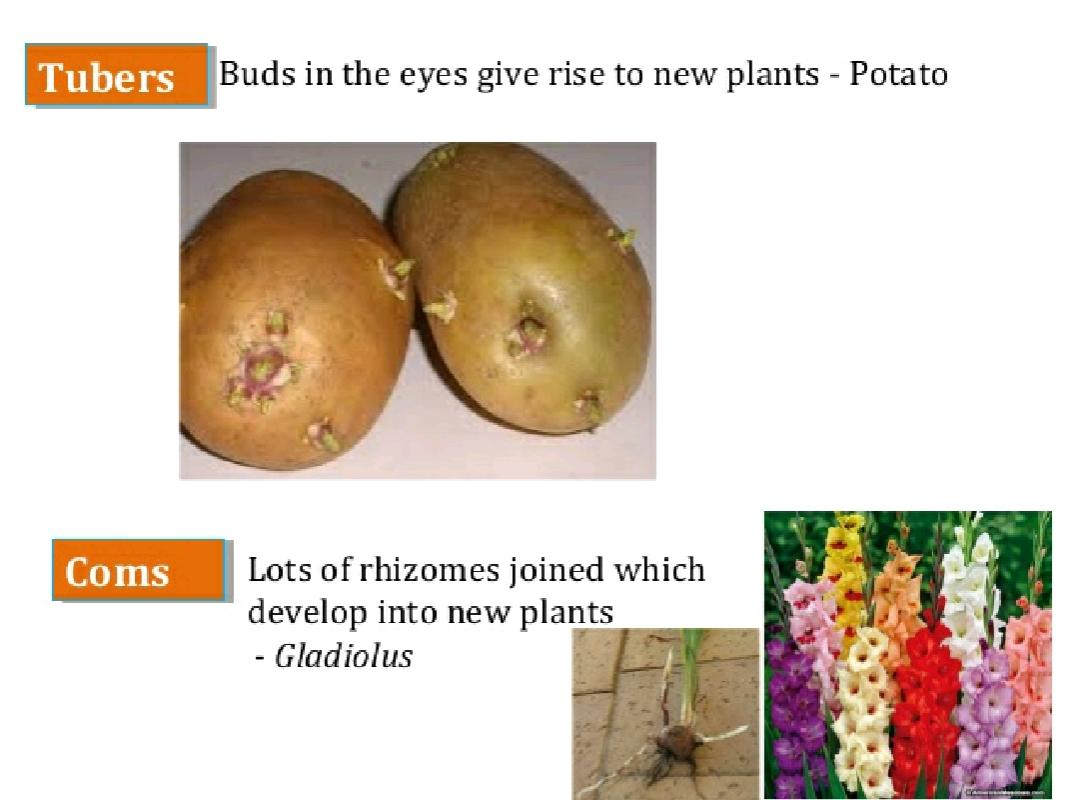 Tubers Buds in the eyes give rise to new plants - Potato
Coms
Lots of rhizomes joined which
develop into new plants
- Gladiolus